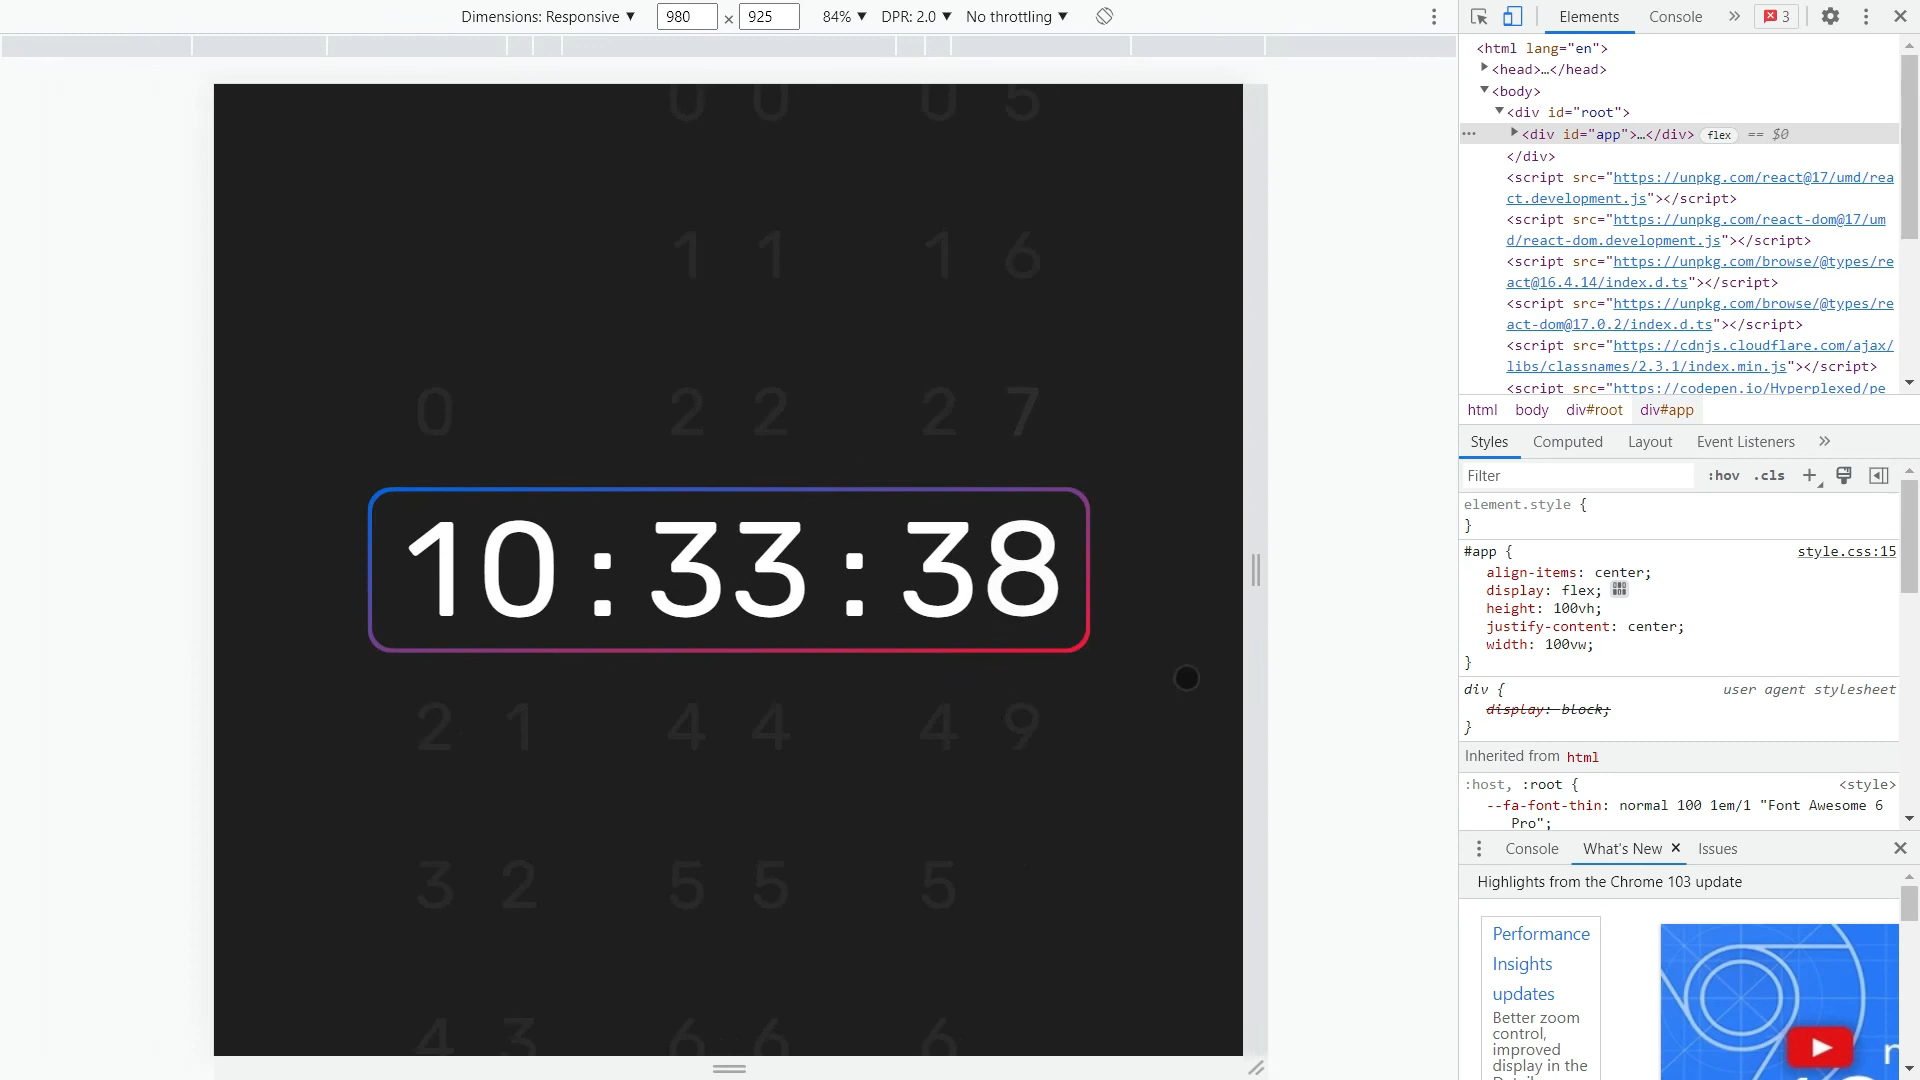 Dimensions: Responsive ▼ 980 × 925 84% ▼ DPR: 2.0 ▼ No throttling ▼
0 0 0 5
1 1 1 6
0 2 2 2 7
10:33:38
2 1 4 4 4 9
3 2 5 5 5
4 3 6 6 6
Elements Console » 3
<html lang="en">
<head>…</head>
<body>
<div id="root">
<div id="app">…</div> flex == $0
</div>
<script src="https://unpkg.com/react@17/umd/rea
ct.development.js"></script>
<script src="https://unpkg.com/react-dom@17/um
d/react-dom.development.js"></script>
<script src="https://unpkg.com/browse/@types/re
act@16.4.14/index.d.ts"></script>
<script src="https://unpkg.com/browse/@types/re
act-dom@17.0.2/index.d.ts"></script>
<script src="https://cdnjs.cloudflare.com/ajax/
libs/classnames/2.3.1/index.min.js"></script>
<script src="https://codepen.io/Hyperplexed/pe
html body div#root div#app
Styles Computed Layout Event Listeners »
Filter :hov .cls +
element.style {
}
#app { style.css:15
align-items: center;
display: flex;
height: 100vh;
justify-content: center;
width: 100vw;
}
div { user agent stylesheet
display: block;
}
Inherited from html
:host, :root { <style>
--fa-font-thin: normal 100 1em/1 "Font Awesome 6
Pro";
Console What's New × Issues
Highlights from the Chrome 103 update
Performance
Insights
updates
Better zoom
control,
improved
display in the